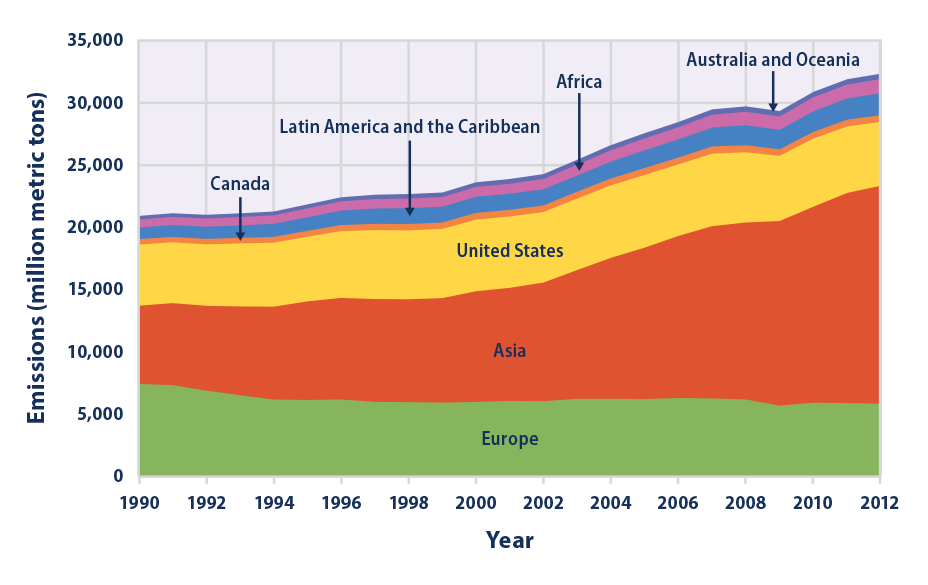 35,000
30,000
25,000
20,000
15,000
10,000
5,000
0
Emissions (million metric tons)
Australia and Oceania
Africa
Latin America and the Caribbean
Canada
United States
Asia
Europe
1990 1992 1994 1996 1998 2000 2002 2004 2006 2008 2010 2012
Year